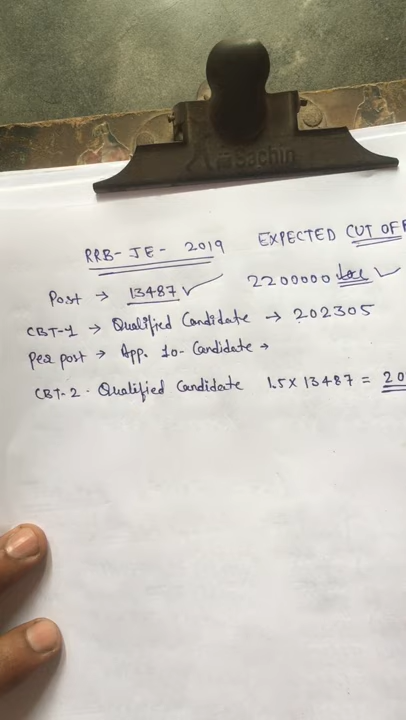 Sachin
RRB- JE - 2019 EXPECTED CUT OF
Post → 13487 ✓ 2200000 ✓
CBT-1 → Qualified Candidate → 202305
Per post → App. 10- Candidate →
CBT-2 - Qualified Candidate 1.5 x 13487 = 20